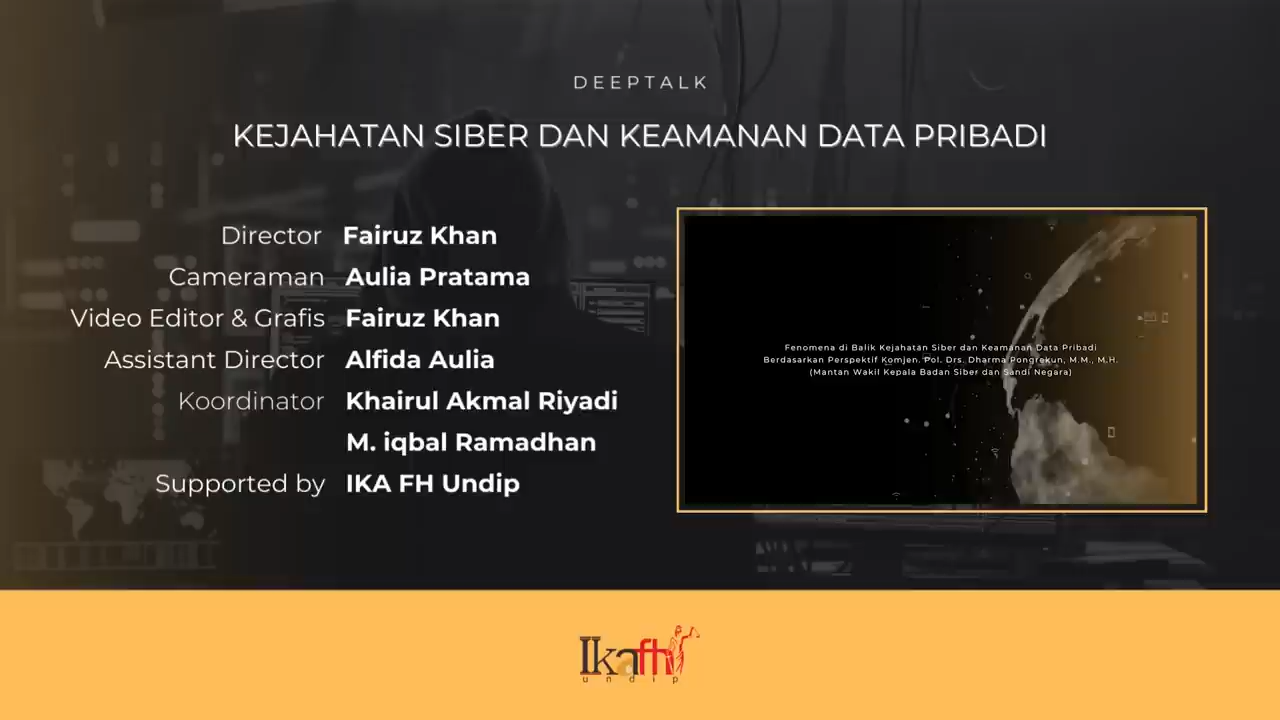 DEEPTALK
KEJAHATAN SIBER DAN KEAMANAN DATA PRIBADI
Director Fairuz Khan
Cameraman Aulia Pratama
Video Editor & Grafis Fairuz Khan
Assistant Director Alfida Aulia
Koordinator Khairul Akmal Riyadi
M. iqbal Ramadhan
Supported by IKA FH Undip
Fenomena di Balik Kejahatan Siber dan Keamanan Data Pribadi
Berdasarkan Perspektif Komjen. Pol. Drs. Dharma Pongrekun, M.M., M.H.
(Mantan Wakil Kepala Badan Siber dan Sandi Negara)
Ikafh
undip